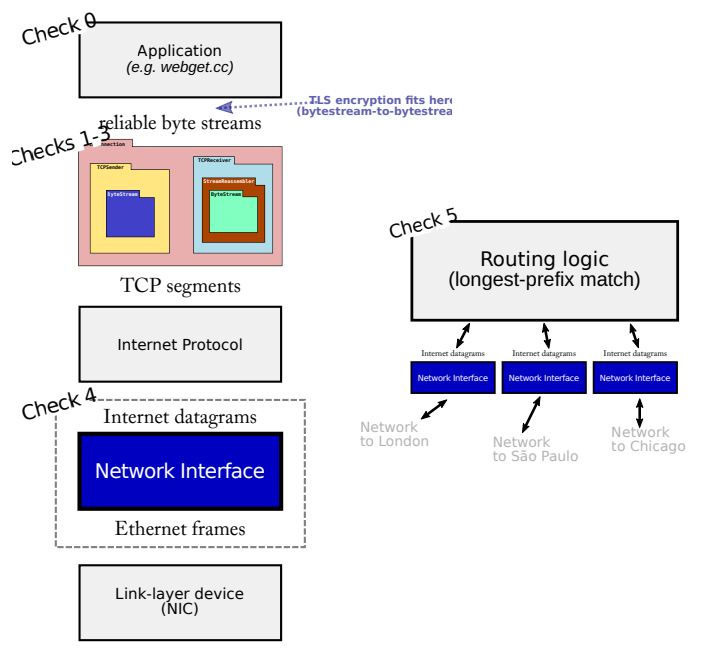 Check 0
Application
(e.g. webget.cc)
TLS encryption fits here
(bytestream-to-bytestrea
reliable byte streams
Checks 1-3
TCPSender
ByteStream
TCPReceiver
StreamReassembler
ByteStream
TCP segments
Internet Protocol
Check 4
Internet datagrams
Network Interface
Ethernet frames
Link-layer device
(NIC)
Check 5
Routing logic
(longest-prefix match)
Internet datagrams
Internet datagrams
Internet datagrams
Network Interface
Network Interface
Network Interface
Network
to London
Network
to São Paulo
Network
to Chicago